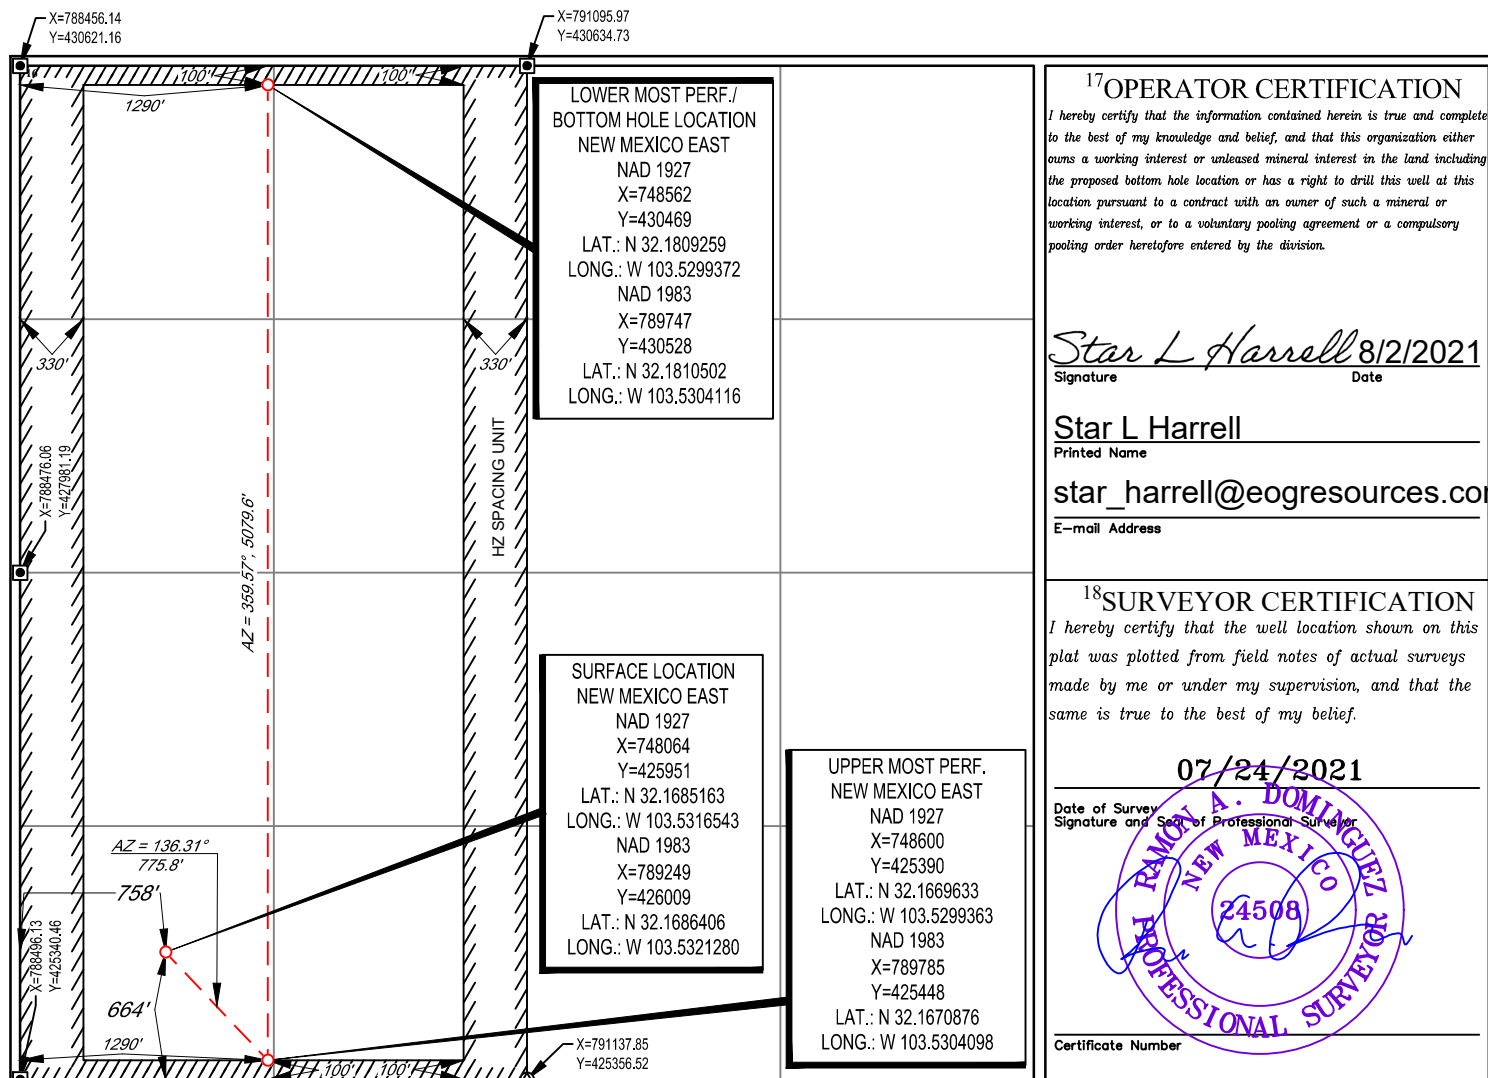 X=788456.14
Y=430621.16
X=791095.97
Y=430634.73
100'
100'
1290'
330'
330'
X=788476.06
Y=427981.19
AZ = 359.57°, 5079.6'
HZ SPACING UNIT
LOWER MOST PERF./
BOTTOM HOLE LOCATION
NEW MEXICO EAST
NAD 1927
X=748562
Y=430469
LAT.: N 32.1809259
LONG.: W 103.5299372
NAD 1983
X=789747
Y=430528
LAT.: N 32.1810502
LONG.: W 103.5304116
SURFACE LOCATION
NEW MEXICO EAST
NAD 1927
X=748064
Y=425951
LAT.: N 32.1685163
LONG.: W 103.5316543
NAD 1983
X=789249
Y=426009
LAT.: N 32.1686406
LONG.: W 103.5321280
UPPER MOST PERF.
NEW MEXICO EAST
NAD 1927
X=748600
Y=425390
LAT.: N 32.1669633
LONG.: W 103.5299363
NAD 1983
X=789785
Y=425448
LAT.: N 32.1670876
LONG.: W 103.5304098
AZ = 136.31°
775.8'
758'
X=788496.13
Y=425340.46
664'
1290'
100'
100'
X=791137.85
Y=425356.52
17 OPERATOR CERTIFICATION
I hereby certify that the information contained herein is true and complete
to the best of my knowledge and belief, and that this organization either
owns a working interest or unleased mineral interest in the land including
the proposed bottom hole location or has a right to drill this well at this
location pursuant to a contract with an owner of such a mineral or
working interest, or to a voluntary pooling agreement or a compulsory
pooling order heretofore entered by the division.
Star L Harrell 8/2/2021
Signature Date
Star L Harrell
Printed Name
star_harrell@eogresources.com
E-mail Address
18 SURVEYOR CERTIFICATION
I hereby certify that the well location shown on this
plat was plotted from field notes of actual surveys
made by me or under my supervision, and that the
same is true to the best of my belief.
07/24/2021
Date of Survey
Signature and Seal of Professional Surveyor
RAMON A. DOMINGUEZ
NEW MEXICO
24508
PROFESSIONAL SURVEYOR
Certificate Number